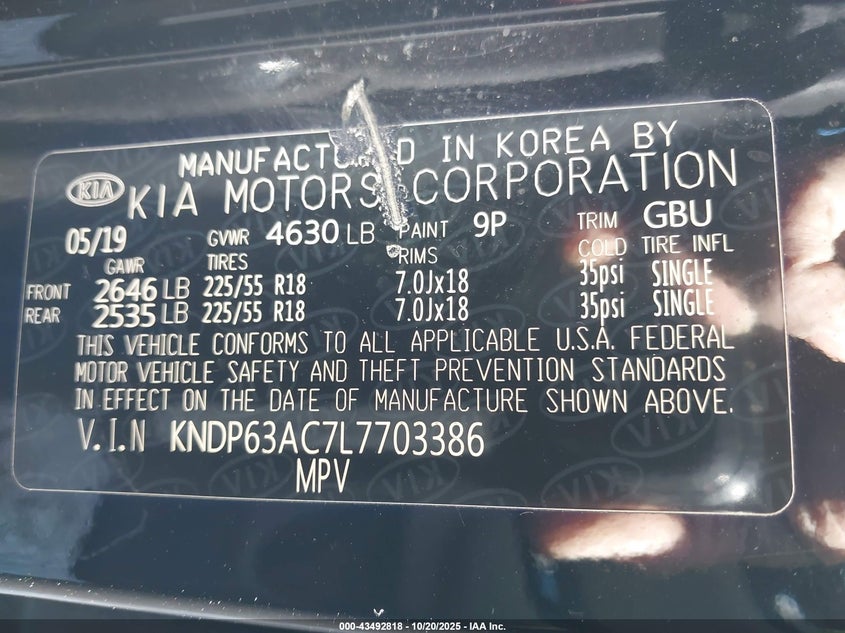 MANUFACTURED IN KOREA BY
KIA KIA MOTORS CORPORATION
05/19 GVWR 4630 LB PAINT 9P TRIM GBU
GAWR TIRES RIMS COLD TIRE INFL
FRONT 2646 LB 225/55 R18 7.0Jx18 35psi SINGLE
REAR 2535 LB 225/55 R18 7.0Jx18 35psi SINGLE
THIS VEHICLE CONFORMS TO ALL APPLICABLE U.S.A. FEDERAL
MOTOR VEHICLE SAFETY AND THEFT PREVENTION STANDARDS
IN EFFECT ON THE DATE OF MANUFACTURE SHOWN ABOVE.
V.I.N KNDP63AC7L7703386
MPV
000-43492818 - 10/20/2025 - IAA Inc.